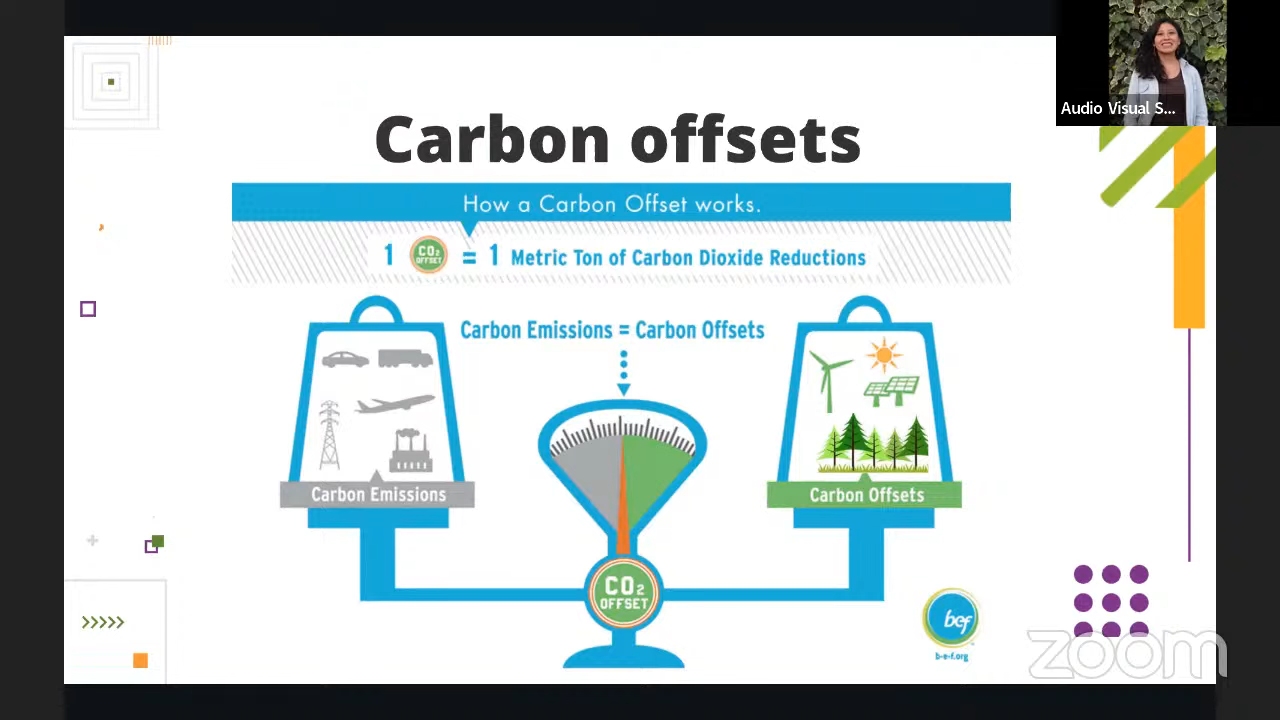 Audio Visual S...
Carbon offsets
How a Carbon Offset works.
1 CO2 OFFSET = 1 Metric Ton of Carbon Dioxide Reductions
Carbon Emissions = Carbon Offsets
Carbon Emissions
Carbon Offsets
CO2
OFFSET
bef
b-e-f.org
zoom